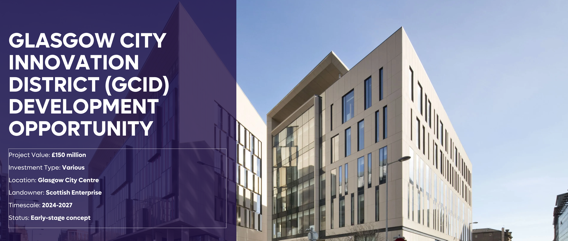 GLASGOW CITY
INNOVATION
DISTRICT (GCID)
DEVELOPMENT
OPPORTUNITY
Project Value: £150 million
Investment Type: Various
Location: Glasgow City Centre
Landowner: Scottish Enterprise
Timescale: 2024-2027
Status: Early-stage concept